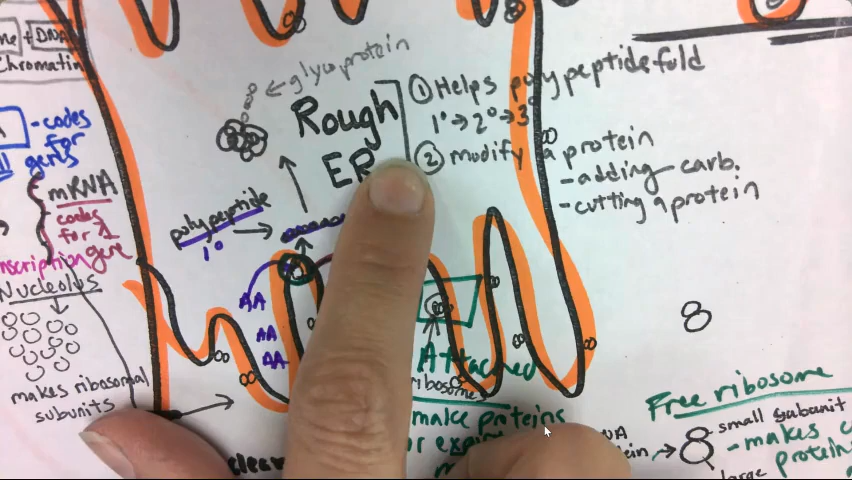 +DNA
Chromatin
- codes
for
genes
mRNA
codes
for 1
gene
Nucleolus
makes ribosomal
subunits
← glycoprotein
Rough
ER
① Helps polypeptide fold
1° → 2° → 3°
② modify a protein
- adding carb.
- cutting a protein
polypeptide
1°
AA
AA
AA
Attached
ribosome
make proteins
Free ribosome
small subunit
- makes
protein
large